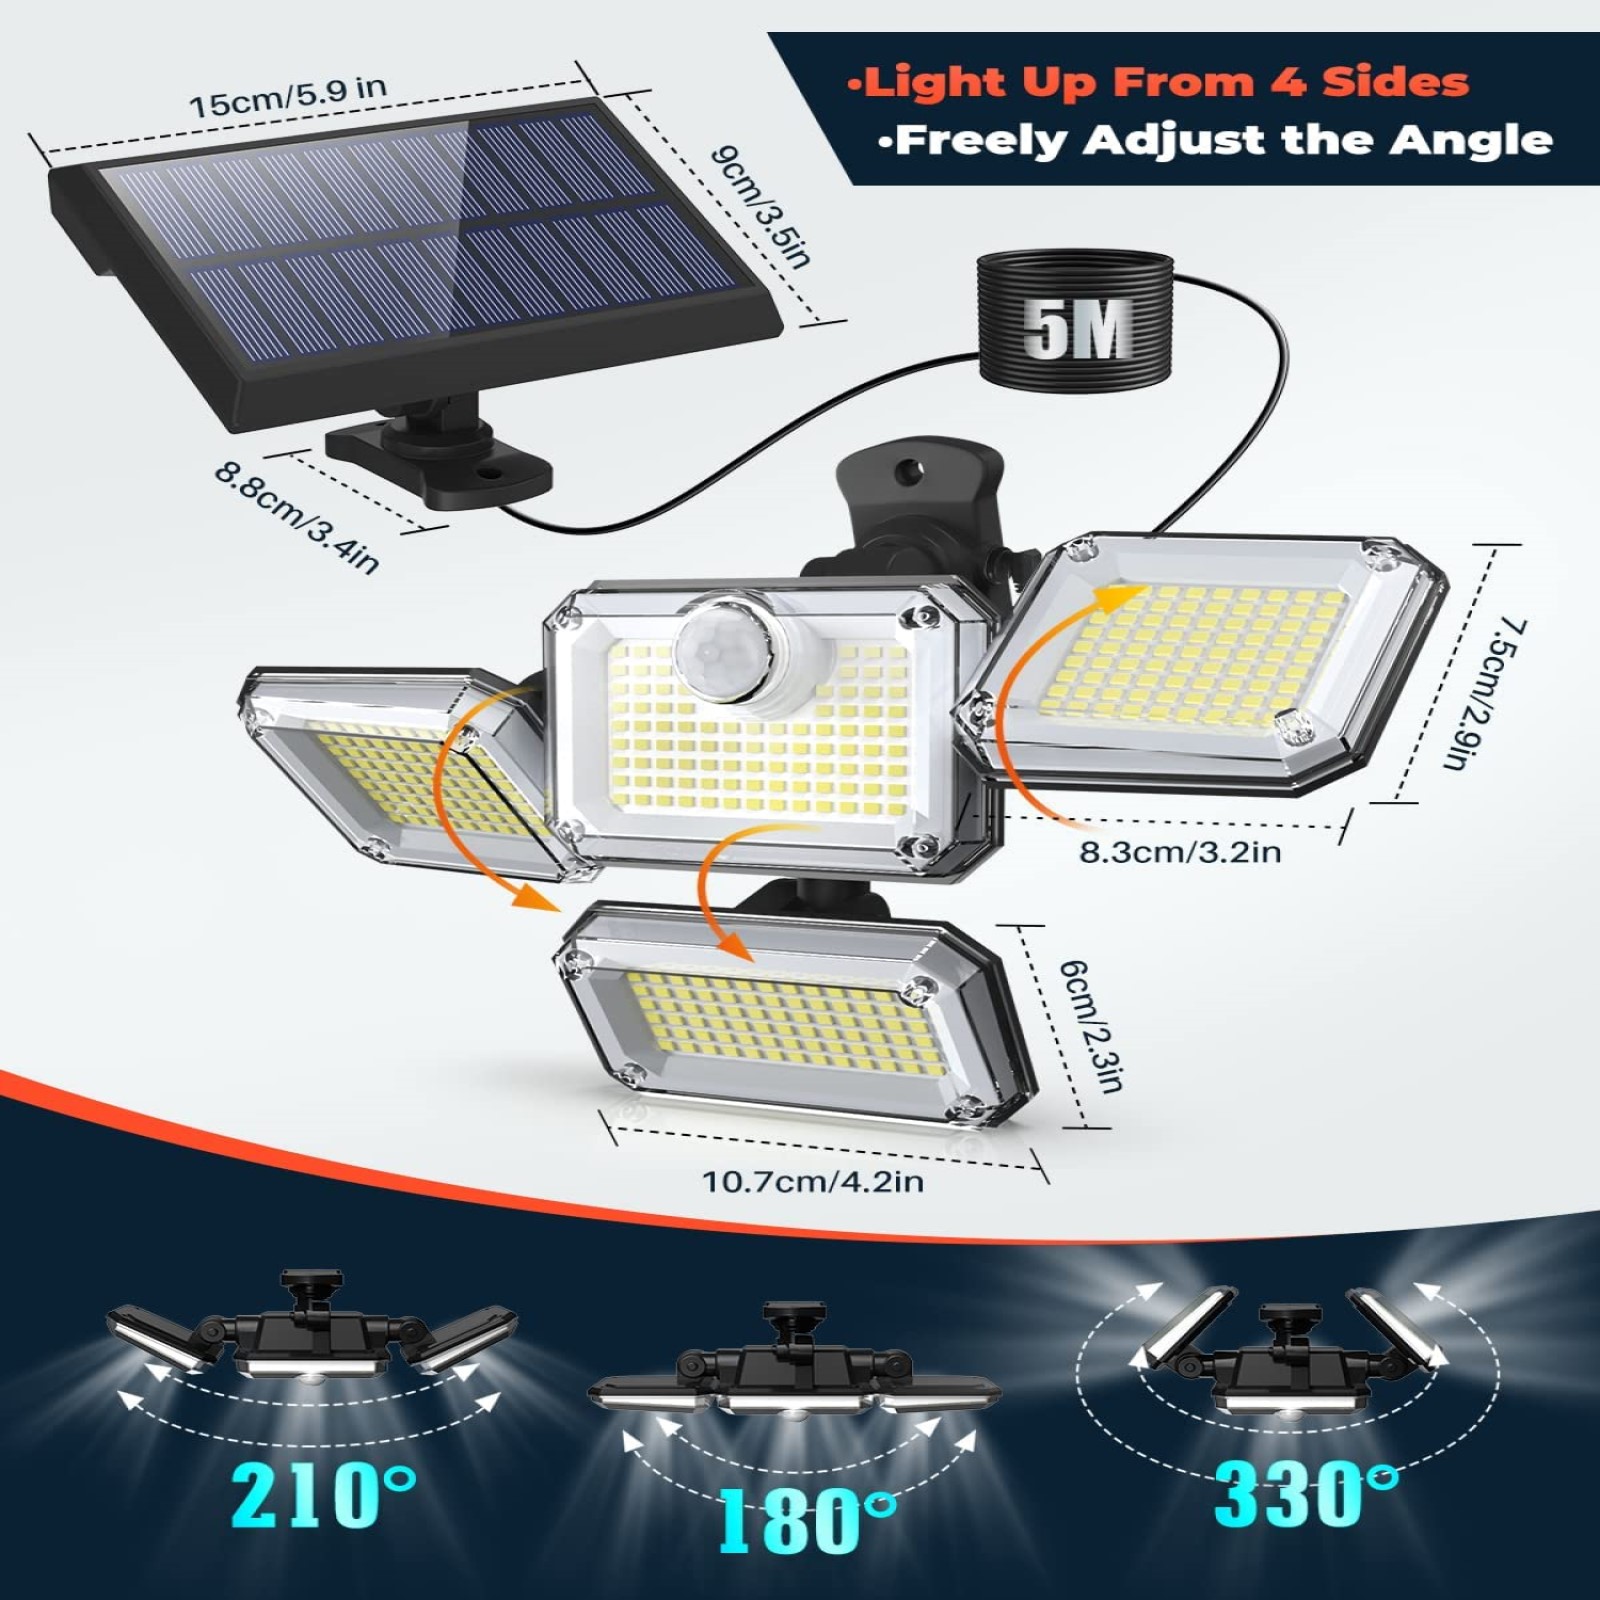 •Light Up From 4 Sides
•Freely Adjust the Angle
15cm/5.9 in
9cm/3.5in
5M
8.8cm/3.4in
7.5cm/2.9in
8.3cm/3.2in
6cm/2.3in
10.7cm/4.2in
210°
180°
330°